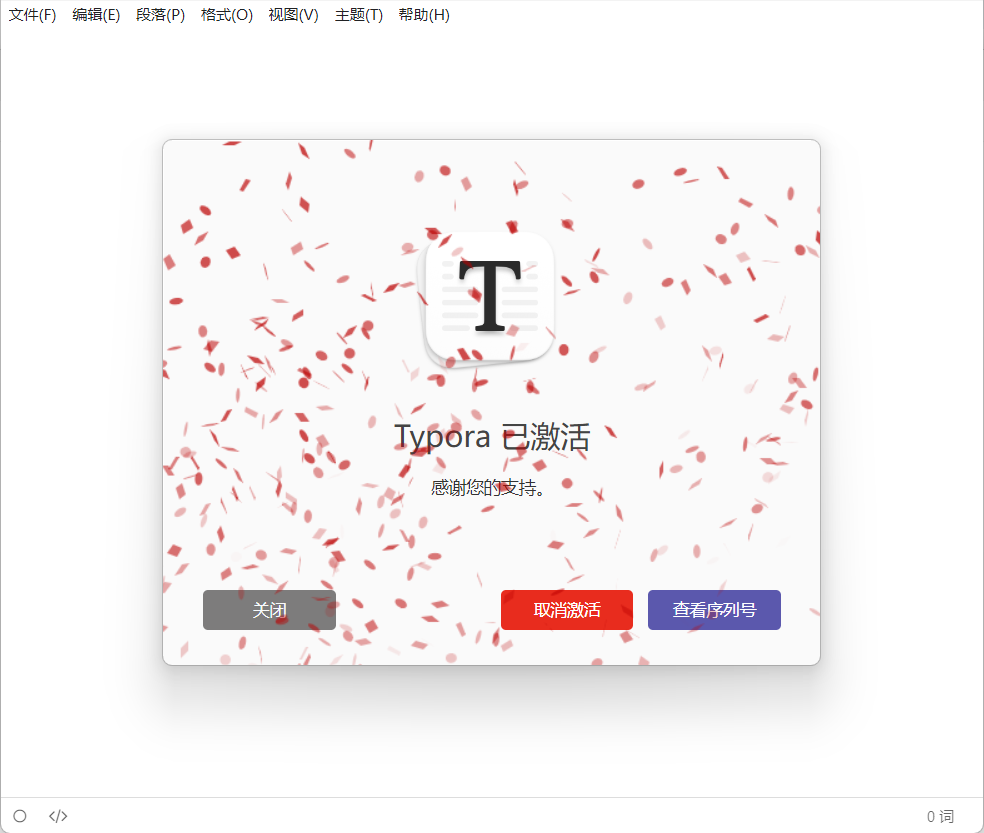 文件(F) 编辑(E) 段落(P) 格式(O) 视图(V) 主题(T) 帮助(H)
T
Typora 已激活
感谢您的支持。
关闭 取消激活 查看序列号
</> 0 词